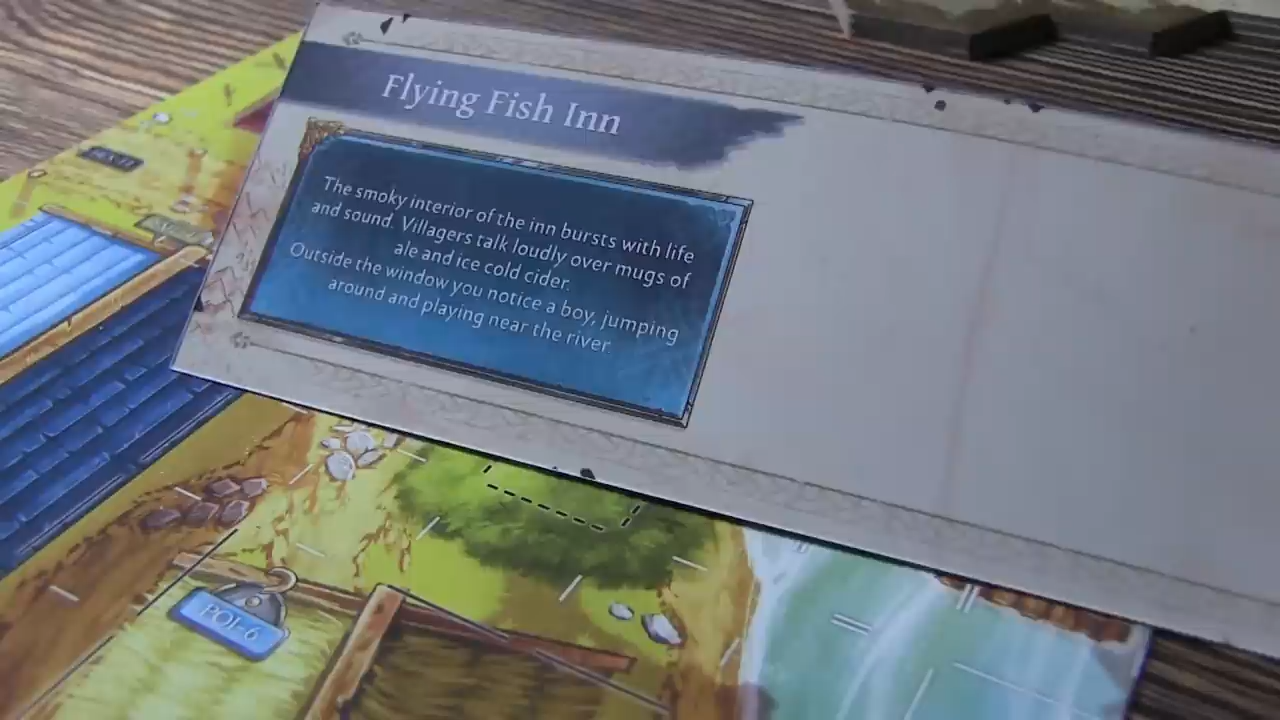 Flying Fish Inn
The smoky interior of the inn bursts with life
and sound. Villagers talk loudly over mugs of
ale and ice cold cider.
Outside the window you notice a boy, jumping
around and playing near the river.
POI-6